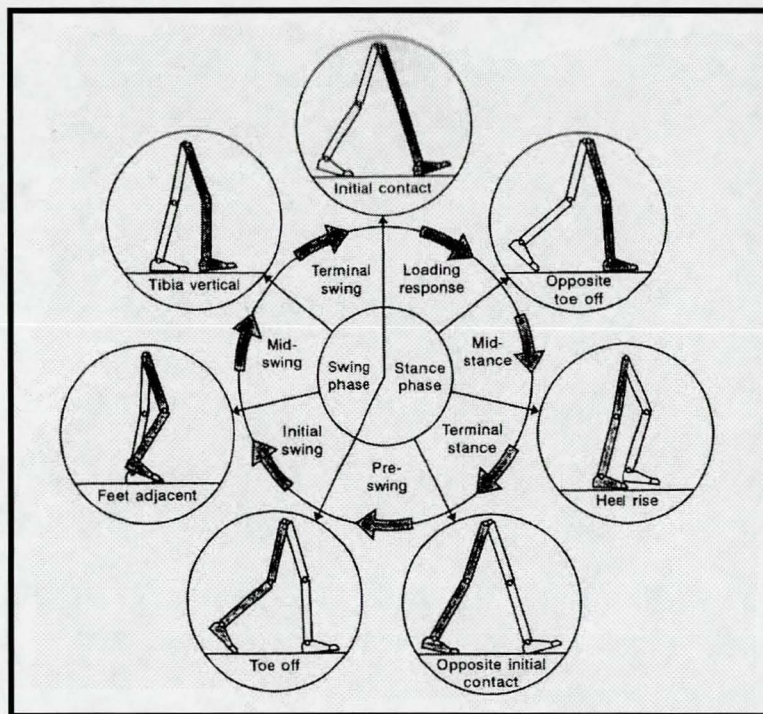 Initial contact
Opposite
toe off
Heel rise
Opposite initial
contact
Toe off
Feet adjacent
Tibia vertical
Terminal
swing
Loading
response
Mid-
swing
Swing
phase
Stance
phase
Mid-
stance
Initial
swing
Pre-
swing
Terminal
stance